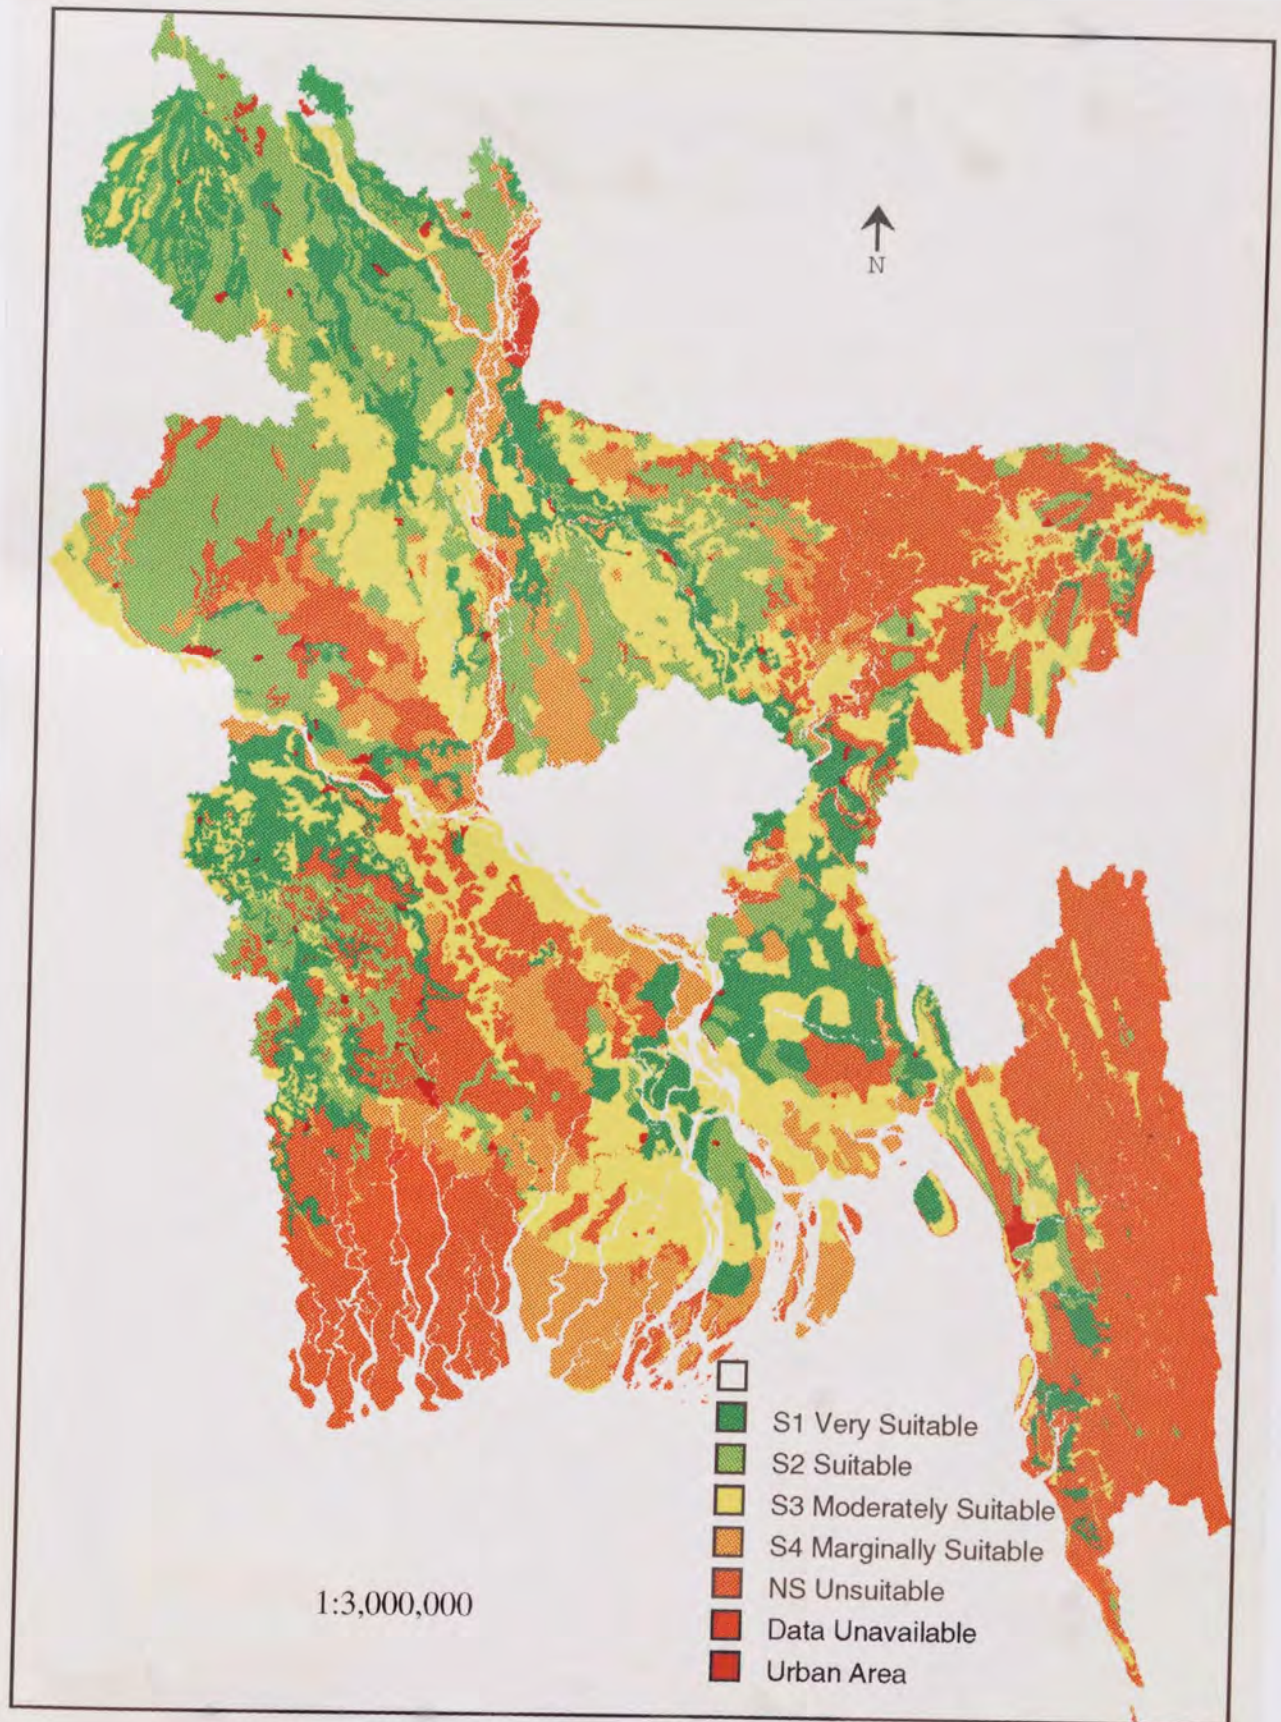 N
S1 Very Suitable
S2 Suitable
S3 Moderately Suitable
S4 Marginally Suitable
NS Unsuitable
Data Unavailable
Urban Area
1:3,000,000